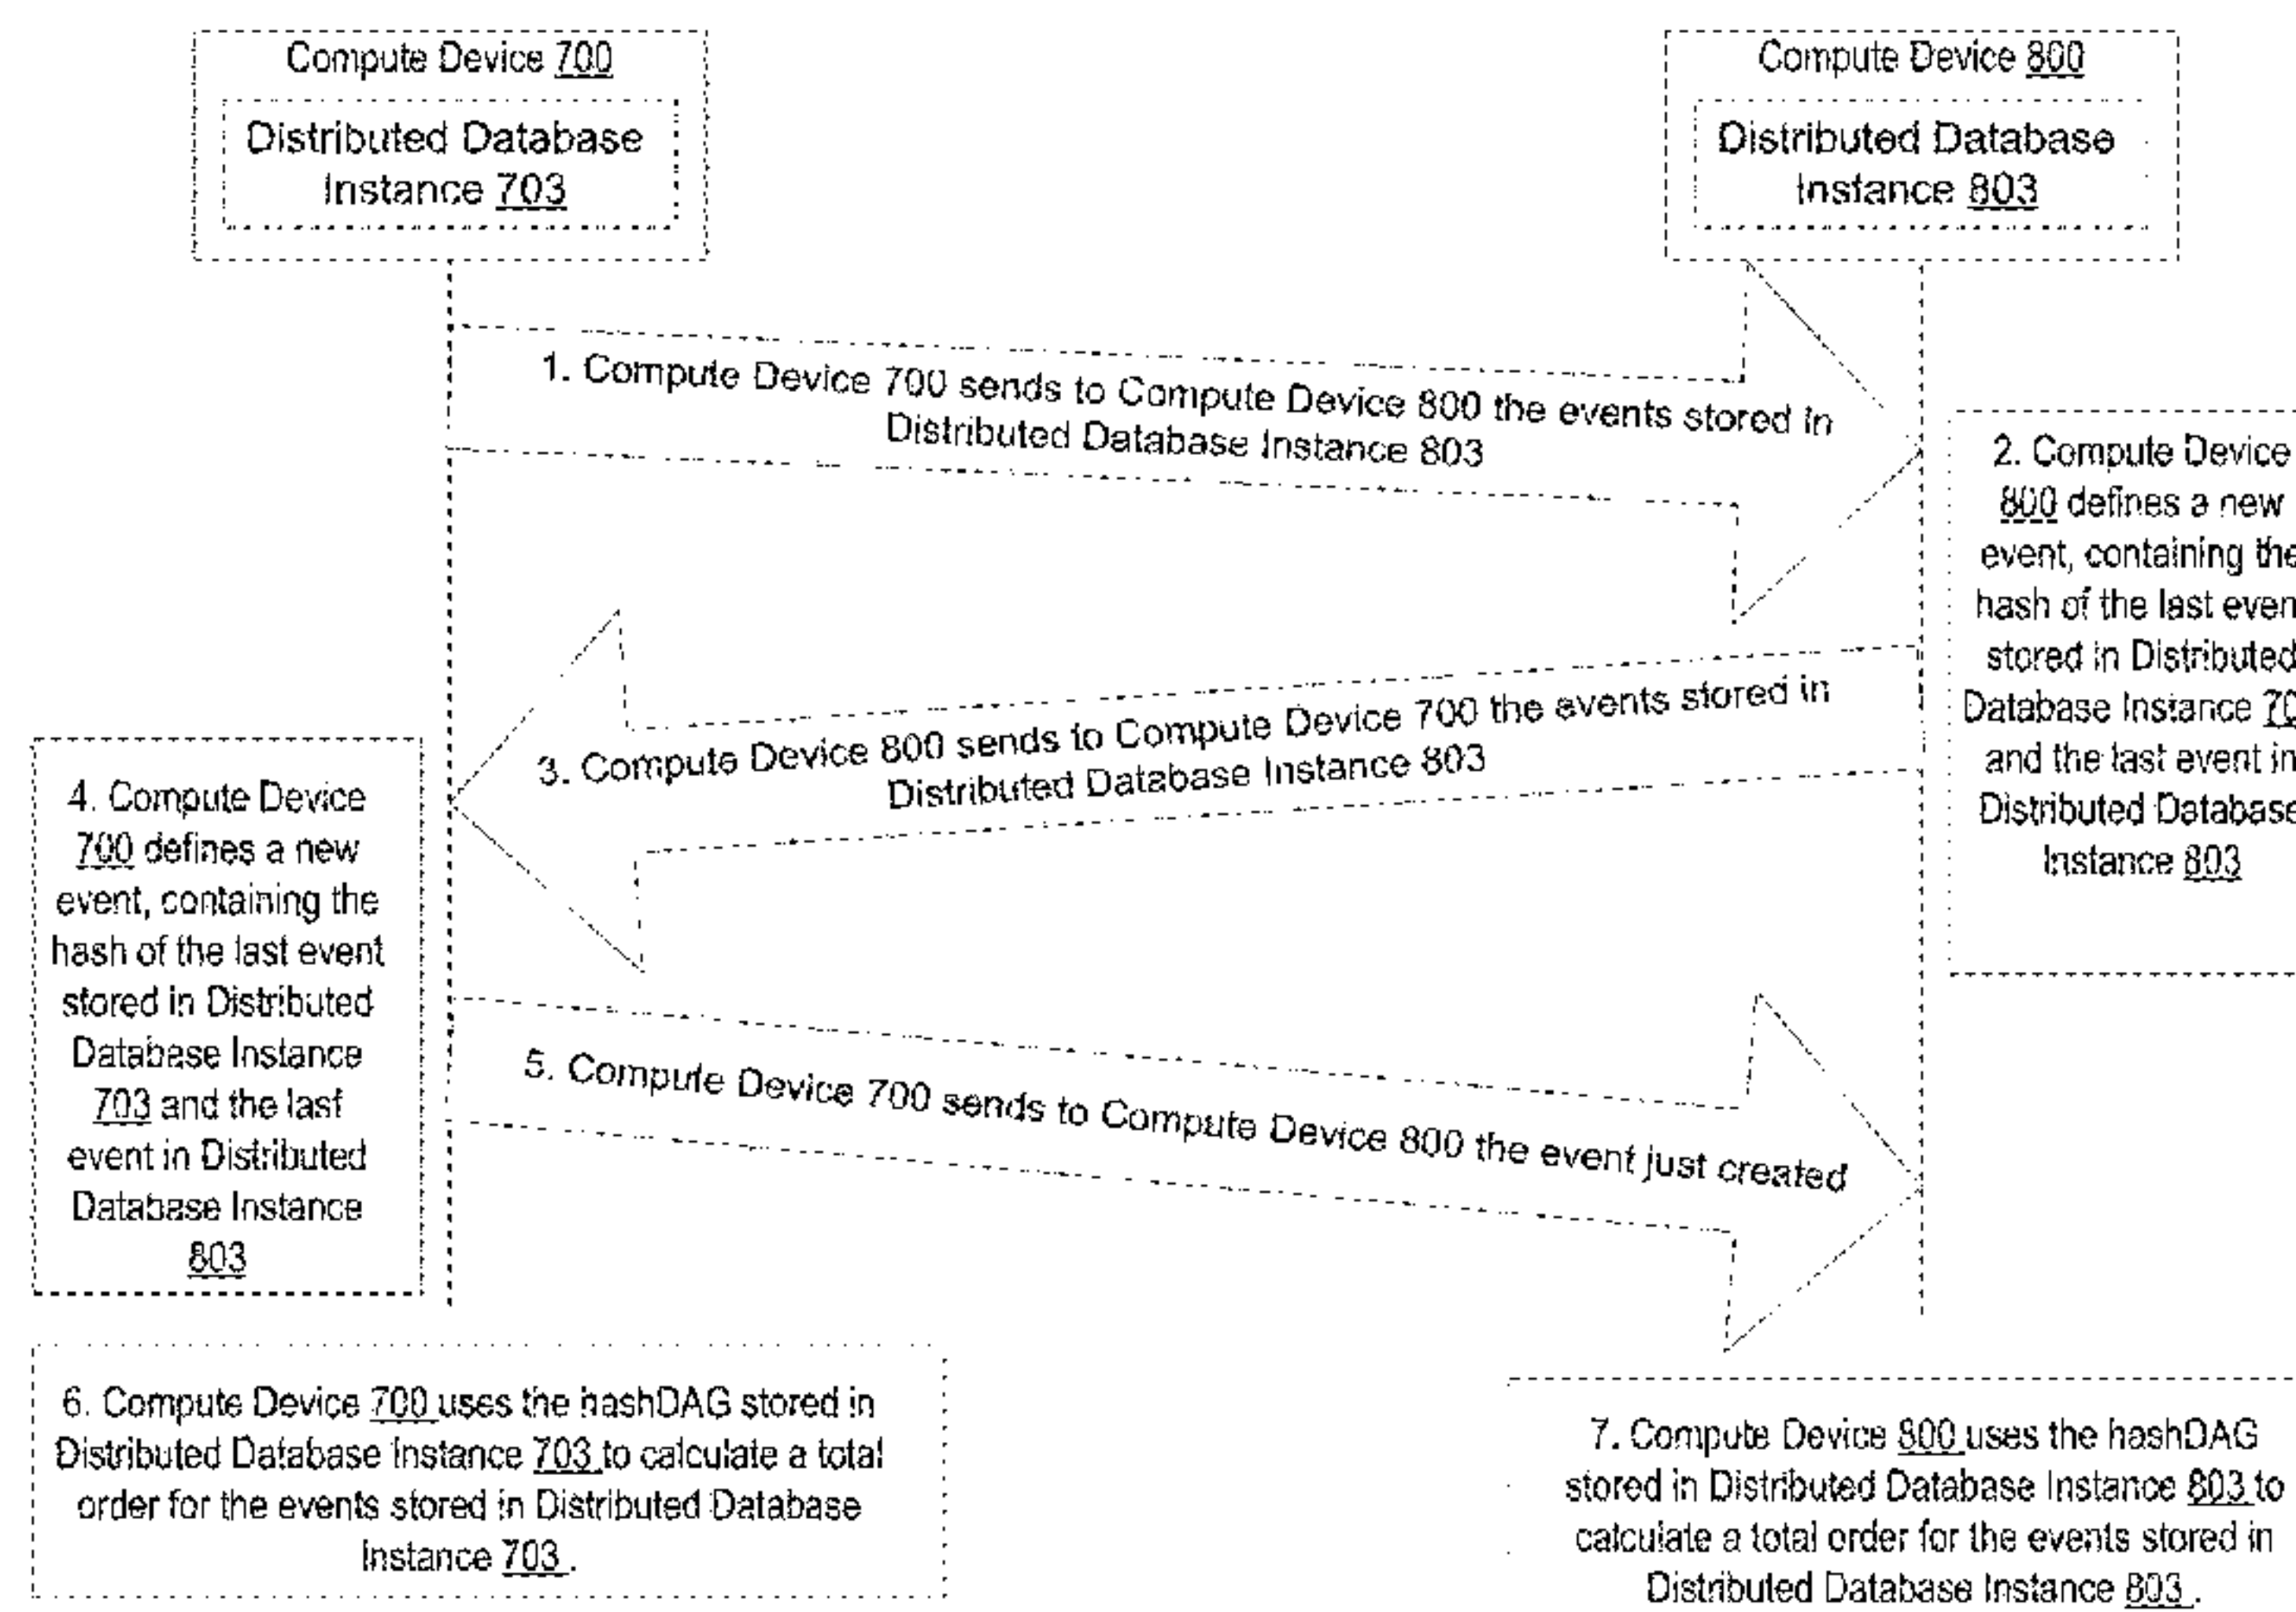 Compute Device 700
Distributed Database
Instance 703
Compute Device 800
Distributed Database
Instance 803
1. Compute Device 700 sends to Compute Device 800 the events stored in
Distributed Database Instance 803
2. Compute Device
800 defines a new
event, containing the
hash of the last even
stored in Distributed
Database Instance 70
and the last event in
Distributed Database
Instance 803
3. Compute Device 800 sends to Compute Device 700 the events stored in
Distributed Database Instance 803
4. Compute Device
700 defines a new
event, containing the
hash of the last event
stored in Distributed
Database Instance
703 and the last
event in Distributed
Database Instance
803
5. Compute Device 700 sends to Compute Device 800 the event just created
6. Compute Device 700 uses the hashDAG stored in
Distributed Database Instance 703 to calculate a total
order for the events stored in Distributed Database
Instance 703.
7. Compute Device 800 uses the hashDAG
stored in Distributed Database Instance 803 to
calculate a total order for the events stored in
Distributed Database Instance 803.